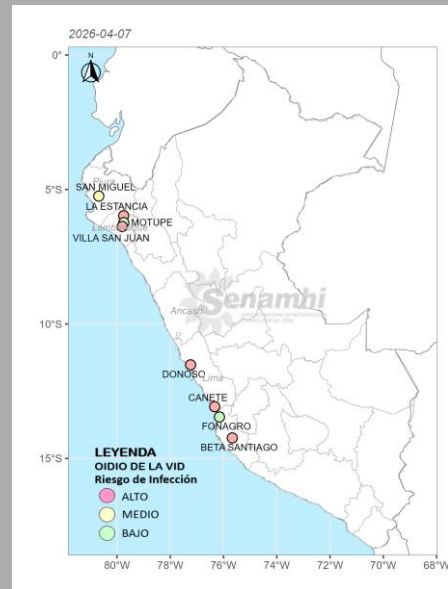 2026-04-07
N
0°
5°S
10°S
15°S
Piura
SAN MIGUEL
LA ESTANCIA
MOTUPE
VILLA SAN JUAN
Ancash
Senamhi
DONOSO
Lima
CANETE
FONAGRO
BETA SANTIAGO
LEYENDA
OIDIO DE LA VID
Riesgo de Infección
ALTO
MEDIO
BAJO
80°W 78°W 76°W 74°W 72°W 70°W 68°W